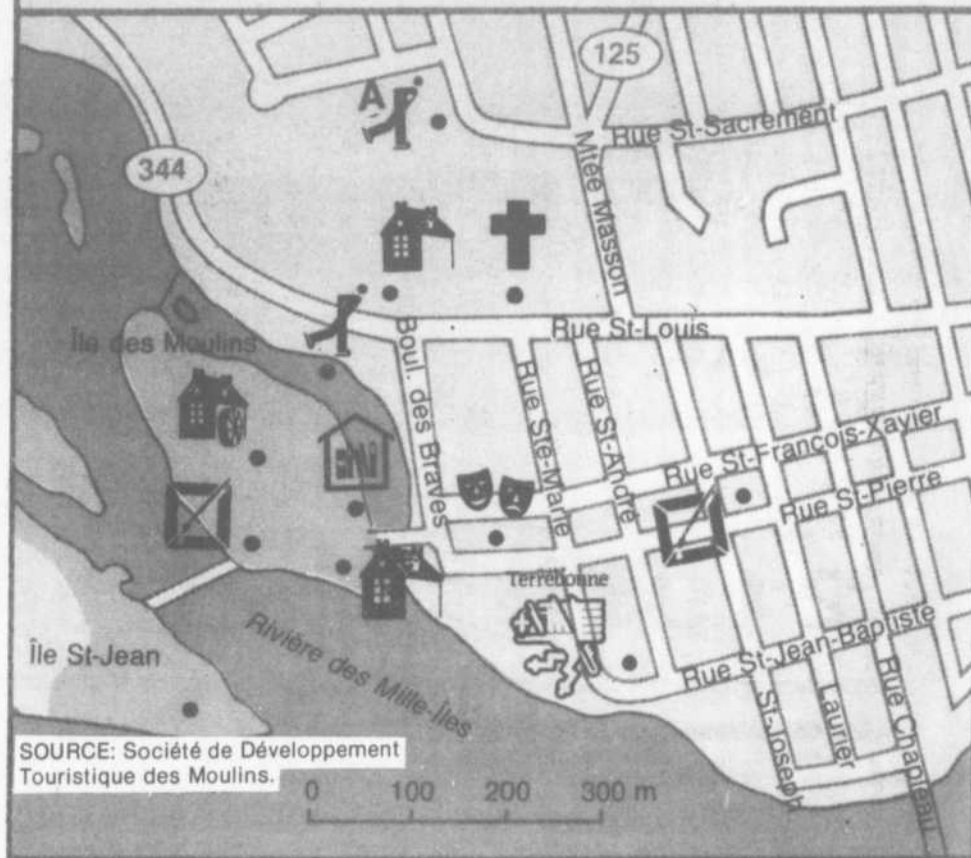 125
A
Rue St-Sacrement
344
Mtée Masson
Rue St-Louis
Île des Moulins
Boul. des Braves
Rue Ste-Marie
Rue St-André
Rue St-François-Xavier
Rue St-Pierre
Terrebonne
Rivière des Mille-Îles
Île St-Jean
Rue St-Jean-Baptiste
St-Joseph
Laurier
Rue Chapleau
SOURCE: Société de Développement
Touristique des Moulins.
0 100 200 300 m